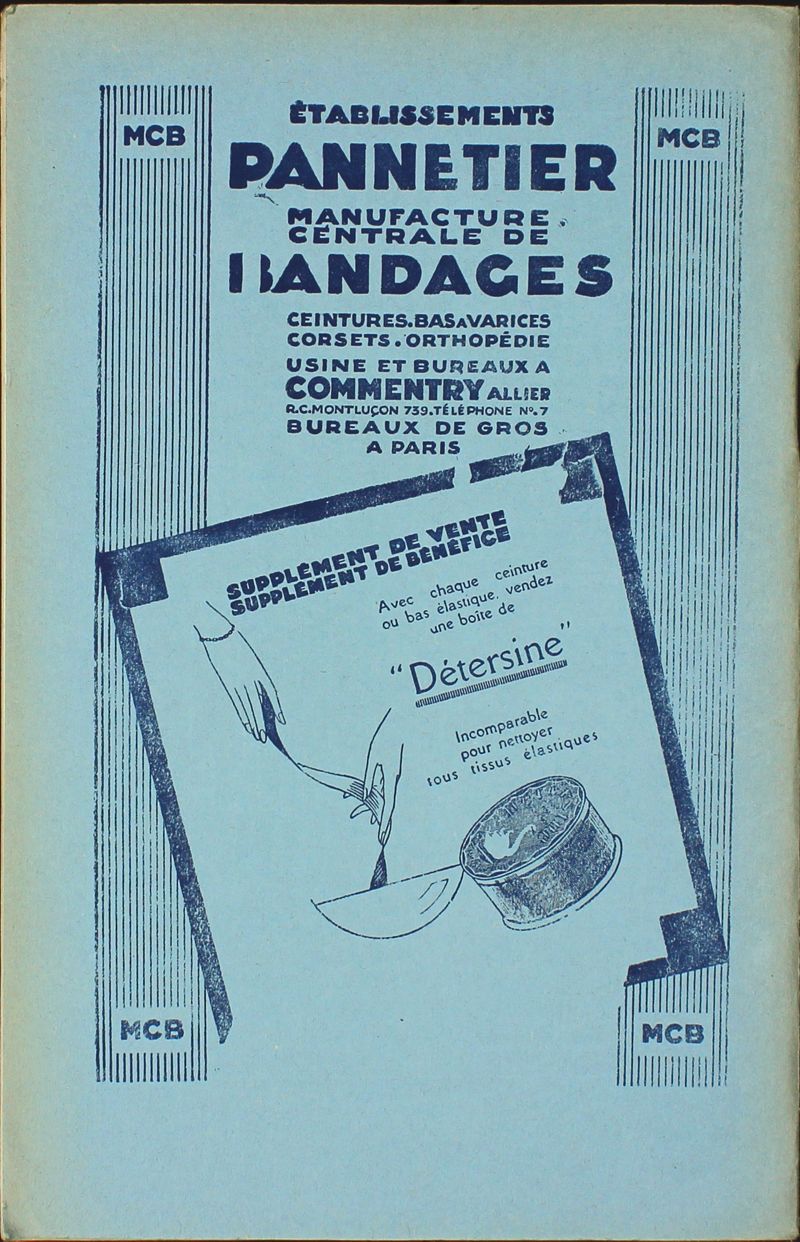 MCB
MCB
ÉTABLISSEMENTS
PANNETIER
MANUFACTURE
CENTRALE DE
BANDAGES
CEINTURES.BAS A VARICES
CORSETS.ORTHOPÉDIE
USINE ET BUREAUX A
COMMENTRY ALLIER
R.C.MONTLUÇON 739.TÉLÉPHONE No.7
BUREAUX DE GROS
A PARIS
SUPPLÉMENT DE VENTE
SUPPLÉMENT DE BÉNÉFICE
Avec chaque ceinture
ou bas élastique, vendez
une boite de
"Détersine"
Incomparable
pour nettoyer
tous tissus élastiques
MCB
MCB